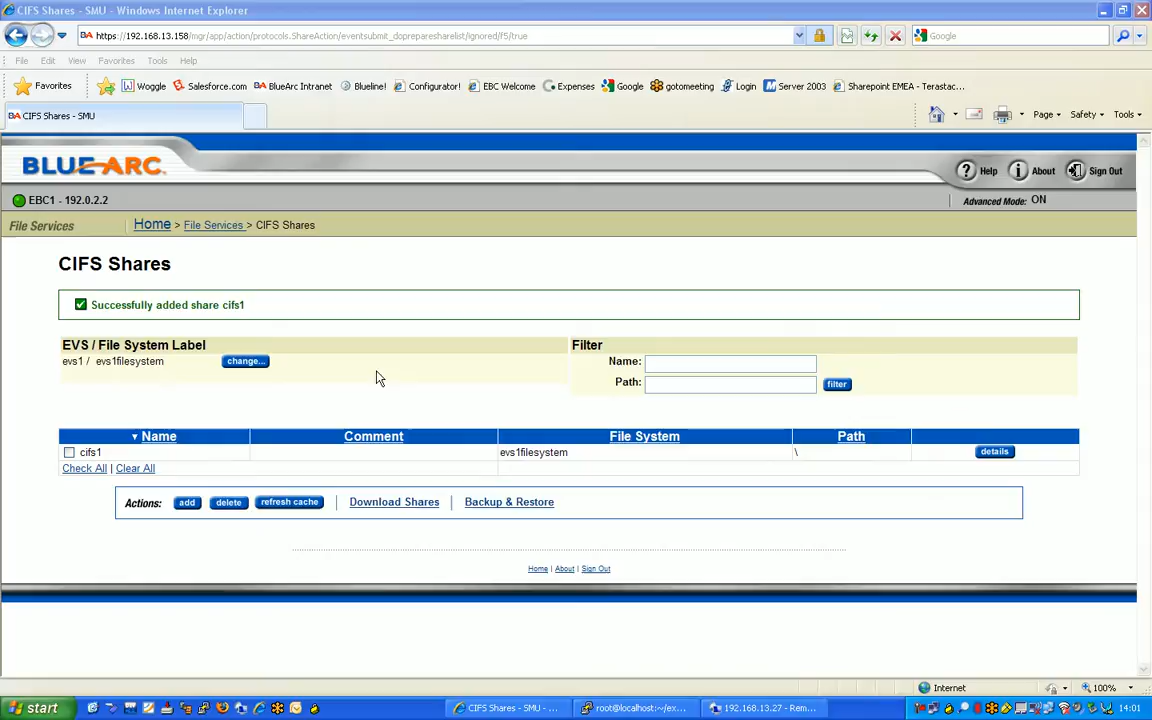 CIFS Shares - SMU - Windows Internet Explorer
https://192.168.13.158/mgr/app/action/protocols.ShareAction/eventsubmit_dopreparesharelist/ignored/f5/true
Google
File Edit View Favorites Tools Help
Favorites Woggle Salesforce.com BlueArc Intranet Blueline! Configurator! EBC Welcome Expenses Google gotomeeting Login Server 2003 Sharepoint EMEA - Terastac...
CIFS Shares - SMU
Page Safety Tools
BLUEARC
Help About Sign Out
EBC1 - 192.0.2.2
Advanced Mode: ON
File Services Home > File Services > CIFS Shares
CIFS Shares
Successfully added share cifs1
EVS / File System Label Filter
evs1 / evs1filesystem change... Name:
Path: filter
Name Comment File System Path
cifs1 evs1filesystem \ details
Check All | Clear All
Actions: add delete refresh cache | Download Shares | Backup & Restore
Home | About | Sign Out
Internet 100%
start CIFS Shares - SMU - ... root@localhost:~/ex... 192.168.13.27 - Rem... 14:01